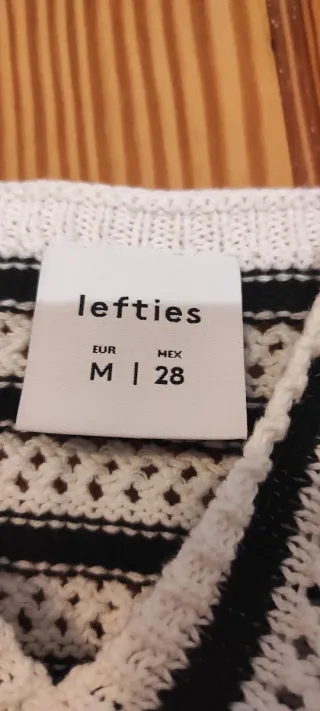 lefties
EUR MEX
M | 28